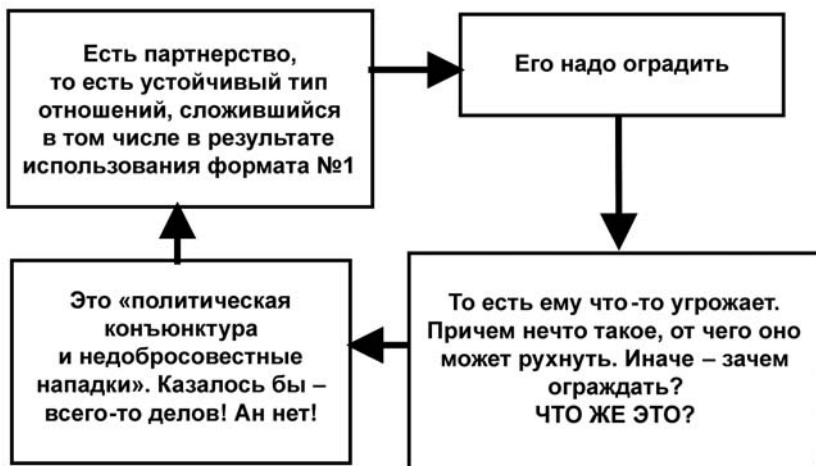 Есть партнерство,
то есть устойчивый тип
отношений, сложившийся
в том числе в результате
использования формата №1
Его надо оградить
То есть ему что-то угрожает.
Причем нечто такое, от чего оно
может рухнуть. Иначе – зачем
ограждать?
ЧТО ЖЕ ЭТО?
Это «политическая
конъюнктура
и недобросовестные
нападки». Казалось бы –
всего-то делов! Ан нет!